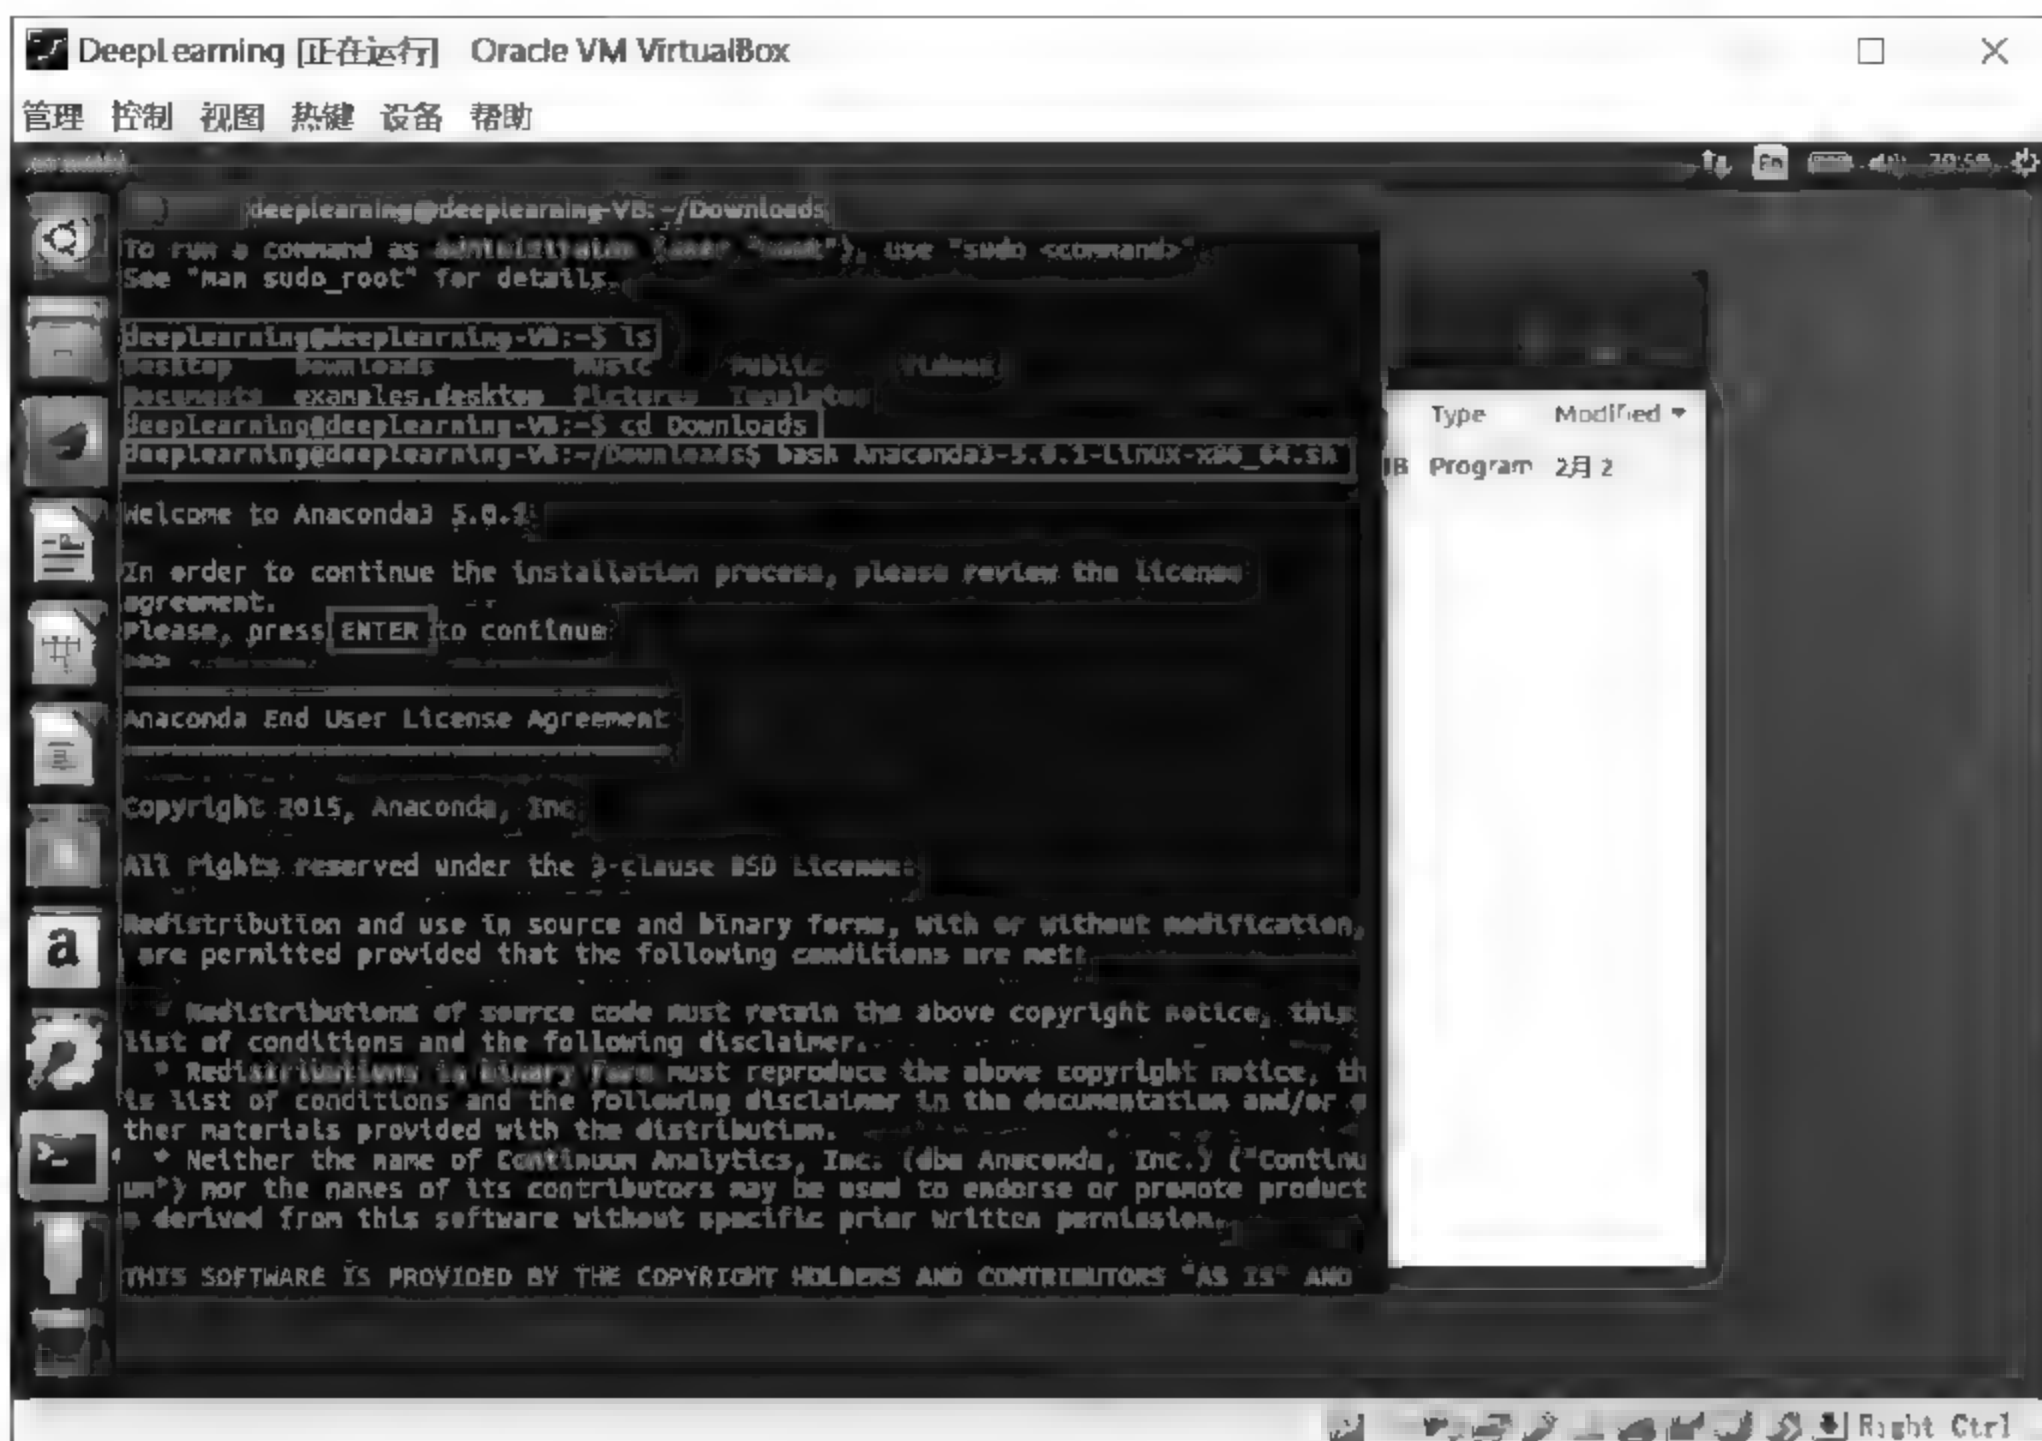 DeepLearning [正在运行] Oracle VM VirtualBox
管理 控制 视图 热键 设备 帮助
deeplearning@deeplearning-VB: ~/Downloads
To run a command as administrator (user "root"), use "sudo <command>"
See "man sudo_root" for details.
deeplearning@deeplearning-VB:~$ ls
Desktop Downloads Music Public Videos
Documents examples.desktop Pictures Templates
deeplearning@deeplearning-VB:~$ cd Downloads
deeplearning@deeplearning-VB:~/Downloads$ bash Anaconda3-5.0.1-Linux-x86_64.sh
Type Modified
IB Program 2月 2
Welcome to Anaconda3 5.0.1
In order to continue the installation process, please review the license
agreement.
Please, press ENTER to continue
>>>
Anaconda End User License Agreement
Copyright 2015, Anaconda, Inc.
All rights reserved under the 3-clause BSD License:
Redistribution and use in source and binary forms, with or without modification,
are permitted provided that the following conditions are met:
* Redistributions of source code must retain the above copyright notice, this
list of conditions and the following disclaimer.
* Redistributions in binary form must reproduce the above copyright notice, th
is list of conditions and the following disclaimer in the documentation and/or o
ther materials provided with the distribution.
* Neither the name of Continuum Analytics, Inc. (dba Anaconda, Inc.) ("Continu
um") nor the names of its contributors may be used to endorse or promote product
s derived from this software without specific prior written permission.
THIS SOFTWARE IS PROVIDED BY THE COPYRIGHT HOLDERS AND CONTRIBUTORS "AS IS" AND
Right Ctrl